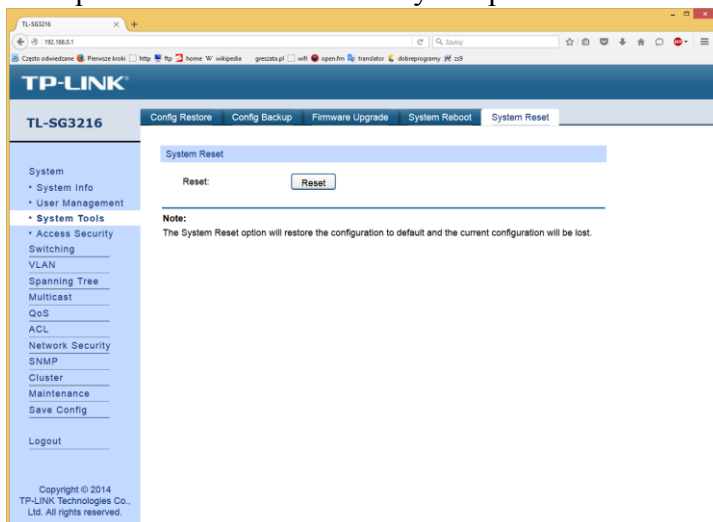 TL-SG3216
192.168.0.1
Szukaj
Często odwiedzane Pierwsze kroki http ftp home W wikipedia greszata.pl wifi open.fm translator dobreprogramy zs9
TP-LINK
TL-SG3216
Config Restore Config Backup Firmware Upgrade System Reboot System Reset
System Reset
Reset: Reset
Note:
The System Reset option will restore the configuration to default and the current configuration will be lost.
System
• System Info
• User Management
• System Tools
• Access Security
Switching
VLAN
Spanning Tree
Multicast
QoS
ACL
Network Security
SNMP
Cluster
Maintenance
Save Config
Logout
Copyright © 2014
TP-LINK Technologies Co.,
Ltd. All rights reserved.